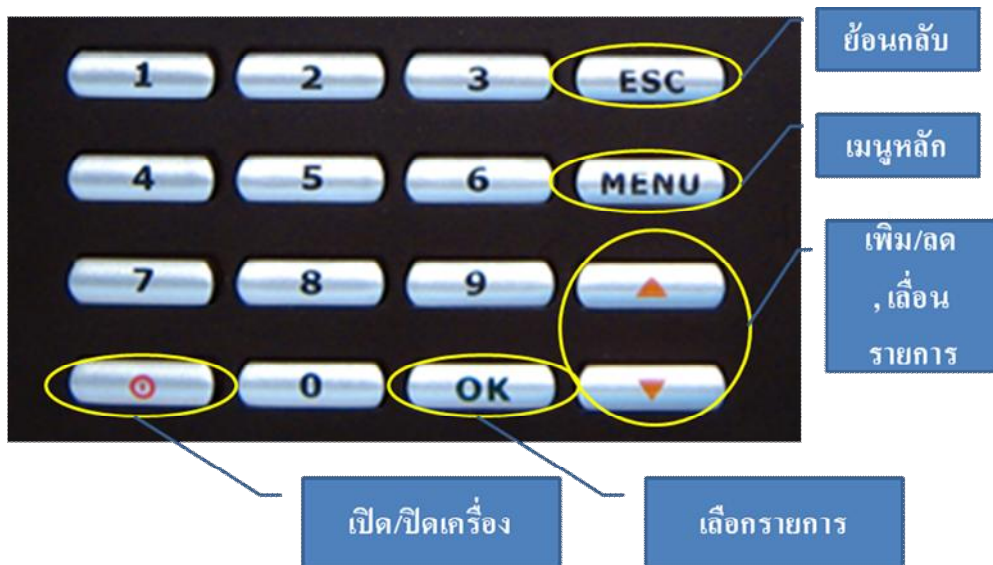 1 2 3 ESC
ย้อนกลับ
4 5 6 MENU
เมนูหลัก
7 8 9
เพิ่ม/ลด
, เลื่อน
รายการ
0 OK
เปิด/ปิดเครื่อง
เลือกรายการ